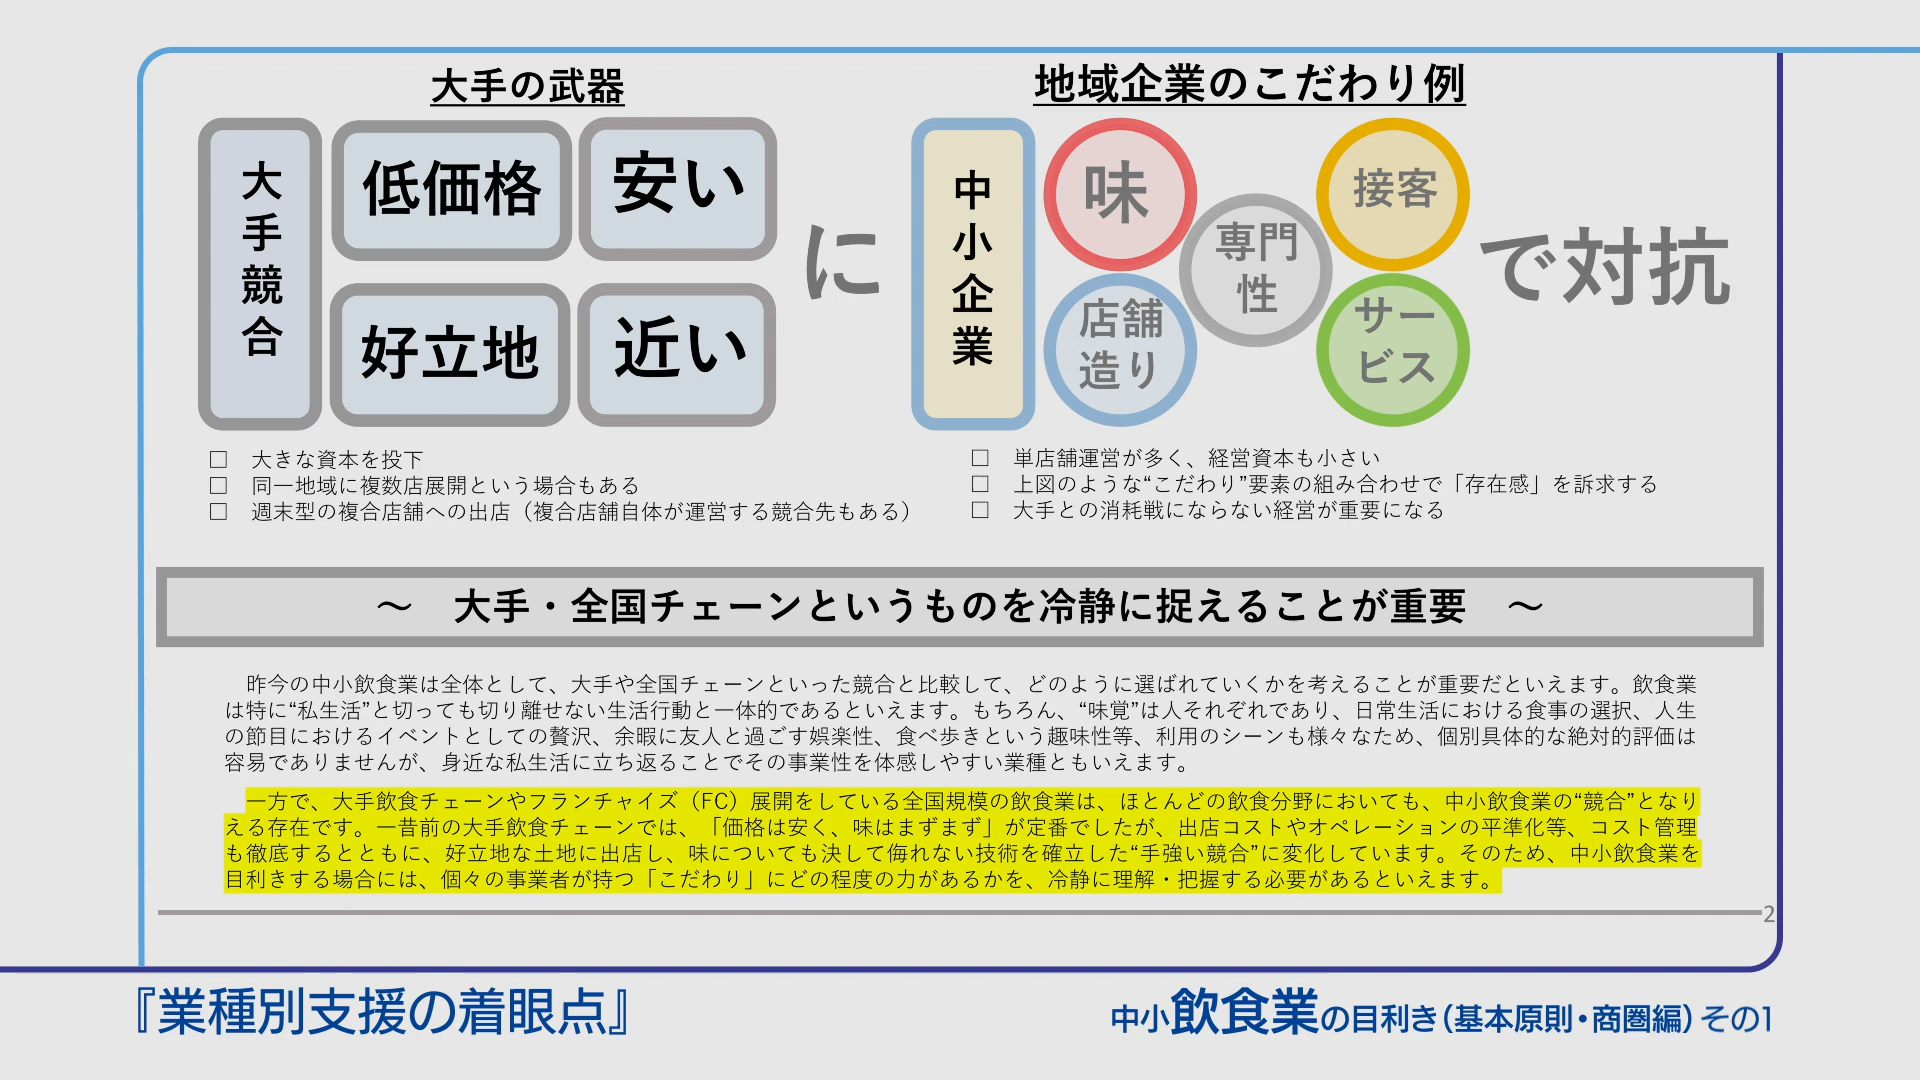 大手の武器
大手競合
低価格
安い
好立地
近い
に
地域企業のこだわり例
中小企業
味
専門
性
接客
店舗
造り
サー
ビス
で対抗
□ 大きな資本を投下
□ 同一地域に複数店展開という場合もある
□ 週末型の複合店舗への出店（複合店舗自体が運営する競合先もある）
□ 単店舗運営が多く、経営資本も小さい
□ 上図のような“こだわり”要素の組み合わせで「存在感」を訴求する
□ 大手との消耗戦にならない経営が重要になる
～　大手・全国チェーンというものを冷静に捉えることが重要　～
昨今の中小飲食業は全体として、大手や全国チェーンといった競合と比較して、どのように選ばれていくかを考えることが重要だといえます。飲食業
は特に“私生活”と切っても切り離せない生活行動と一体的であるといえます。もちろん、“味覚”は人それぞれであり、日常生活における食事の選択、人生
の節目におけるイベントとしての贅沢、余暇に友人と過ごす娯楽性、食べ歩きという趣味性等、利用のシーンも様々なため、個別具体的な絶対的評価は
容易でありませんが、身近な私生活に立ち返ることでその事業性を体感しやすい業種ともいえます。
一方で、大手飲食チェーンやフランチャイズ（FC）展開をしている全国規模の飲食業は、ほとんどの飲食分野においても、中小飲食業の“競合”となり
える存在です。一昔前の大手飲食チェーンでは、「価格は安く、味はまずまず」が定番でしたが、出店コストやオペレーションの平準化等、コスト管理
も徹底するとともに、好立地な土地に出店し、味についても決して侮れない技術を確立した“手強い競合”に変化しています。そのため、中小飲食業を
目利きする場合には、個々の事業者が持つ「こだわり」にどの程度の力があるかを、冷静に理解・把握する必要があるといえます。
2
『業種別支援の着眼点』
中小飲食業の目利き（基本原則・商圏編）その1